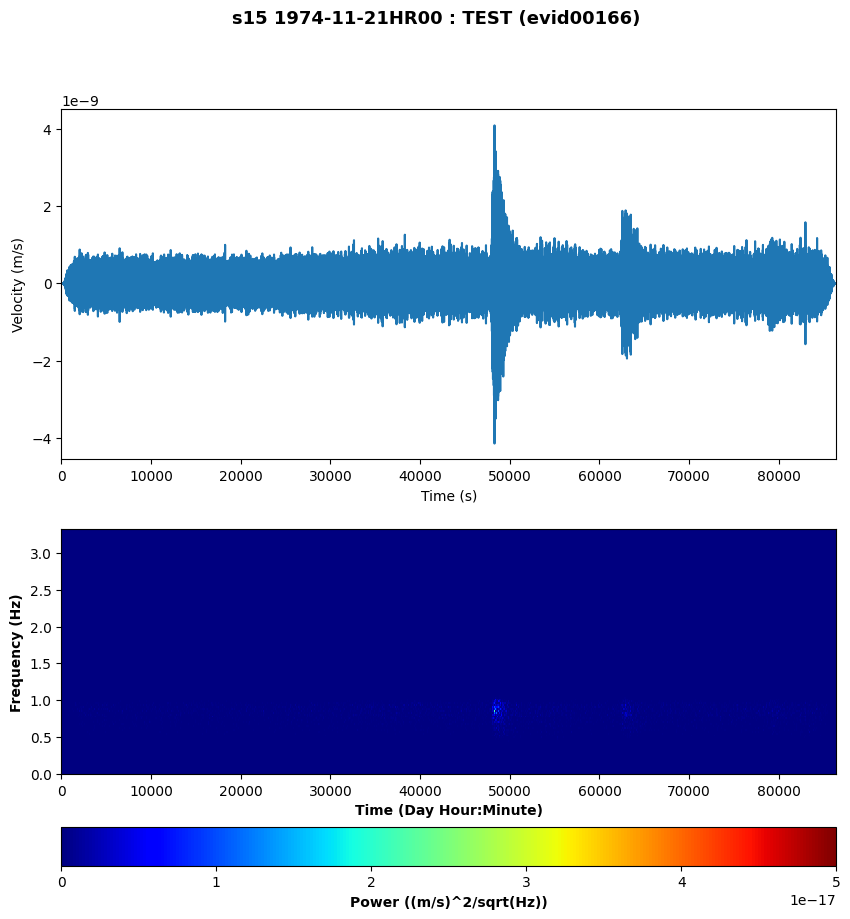 s15 1974-11-21HR00 : TEST (evid00166)
1e−9
4
2
0
−2
−4
Velocity (m/s)
0 10000 20000 30000 40000 50000 60000 70000 80000
Time (s)
3.0
2.5
2.0
1.5
1.0
0.5
0.0
Frequency (Hz)
0 10000 20000 30000 40000 50000 60000 70000 80000
Time (Day Hour:Minute)
0 1 2 3 4 5
1e−17
Power ((m/s)^2/sqrt(Hz))